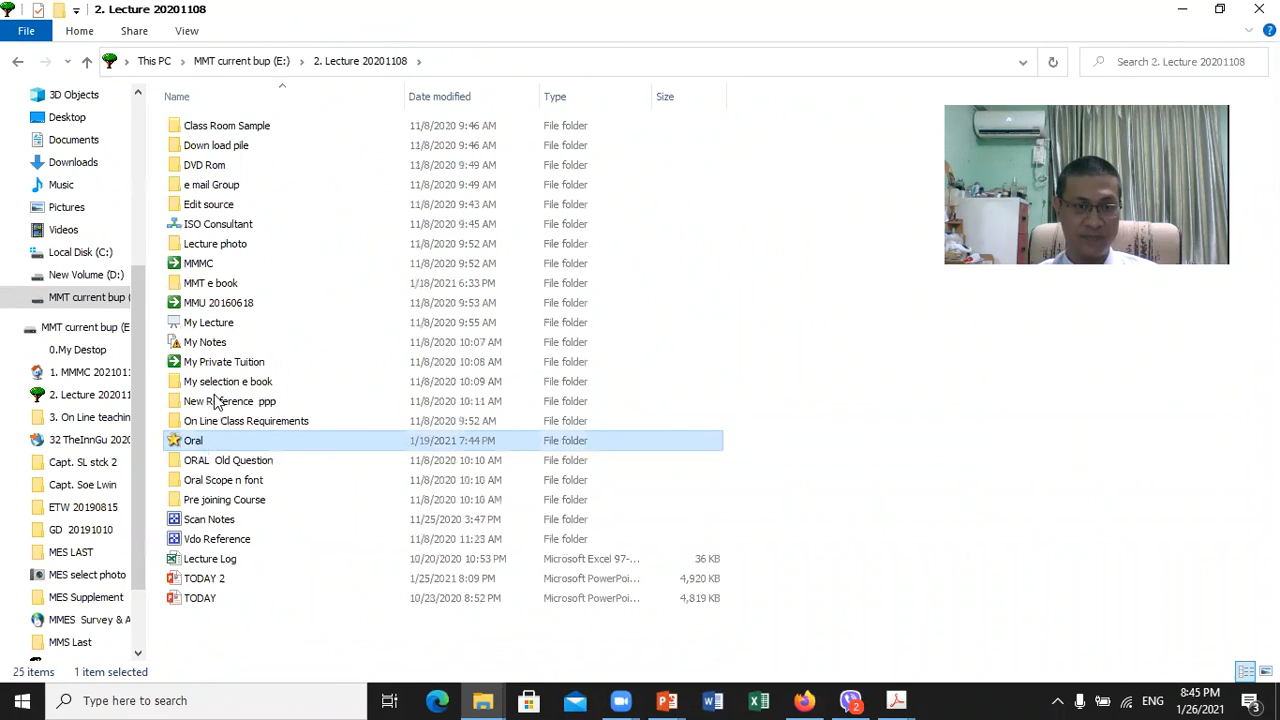 2. Lecture 20201108
File Home Share View
This PC MMT current bup (E:) 2. Lecture 20201108 Search 2. Lecture 20201108
Name Date modified Type Size
3D Objects
Desktop
Documents
Downloads
Music
Pictures
Videos
Local Disk (C:)
New Volume (D:)
MMT current bup (
MMT current bup (E
0.My Destop
1. MMMC 2021011
2. Lecture 2020110
3. On Line teachin
32 TheInnGu 2020
Capt. SL stck 2
Capt. Soe Lwin
ETW 20190815
GD 20191010
MES LAST
MES select photo
MES Supplement
MMES Survey & A
MMS Last
Class Room Sample 11/8/2020 9:46 AM File folder
Down load pile 11/8/2020 9:46 AM File folder
DVD Rom 11/8/2020 9:49 AM File folder
e mail Group 11/8/2020 9:49 AM File folder
Edit source 11/8/2020 9:43 AM File folder
ISO Consultant 11/8/2020 9:45 AM File folder
Lecture photo 11/8/2020 9:52 AM File folder
MMMC 11/8/2020 9:52 AM File folder
MMT e book 1/18/2021 6:33 PM File folder
MMU 20160618 11/8/2020 9:53 AM File folder
My Lecture 11/8/2020 9:55 AM File folder
My Notes 11/8/2020 10:07 AM File folder
My Private Tuition 11/8/2020 10:08 AM File folder
My selection e book 11/8/2020 10:09 AM File folder
New Reference ppp 11/8/2020 10:11 AM File folder
On Line Class Requirements 11/8/2020 9:52 AM File folder
Oral 1/19/2021 7:44 PM File folder
ORAL Old Question 11/8/2020 10:10 AM File folder
Oral Scope n font 11/8/2020 10:10 AM File folder
Pre joining Course 11/8/2020 10:10 AM File folder
Scan Notes 11/25/2020 3:47 PM File folder
Vdo Reference 11/8/2020 11:23 AM File folder
Lecture Log 10/20/2020 10:53 PM Microsoft Excel 97-... 36 KB
TODAY 2 1/25/2021 8:09 PM Microsoft PowerPoi... 4,920 KB
TODAY 10/23/2020 8:52 PM Microsoft PowerPoi... 4,819 KB
25 items 1 item selected
Type here to search 2 ENG 8:45 PM
1/26/2021 3